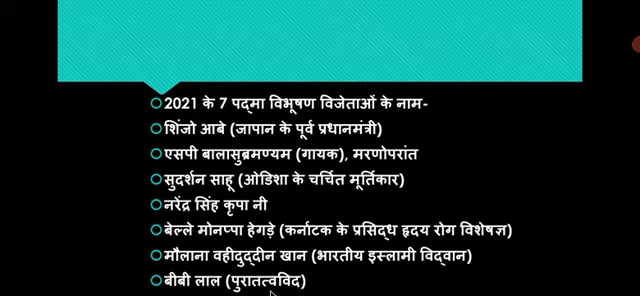 2021 के 7 पद्मा विभूषण विजेताओं के नाम-
शिंजो आबे (जापान के पूर्व प्रधानमंत्री)
एसपी बालासुब्रमण्यम (गायक), मरणोपरांत
सुदर्शन साहू (ओडिशा के चर्चित मूर्तिकार)
नरेंद्र सिंह कृपा नी
बेल्ले मोनप्पा हेगड़े (कर्नाटक के प्रसिद्ध हृदय रोग विशेषज्ञ)
मौलाना वहीदुद्दीन खान (भारतीय इस्लामी विद्वान)
बीबी लाल (पुरातत्वविद)